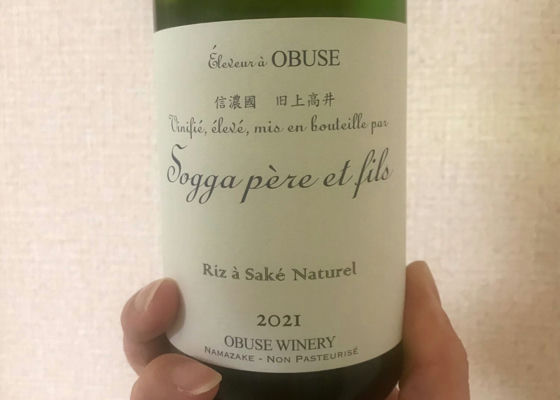 Éleveur à OBUSE
信濃國 旧上高井
Vinifié, élevé, mis en bouteille par
Sogga père et fils
Riz à Saké Naturel
2021
OBUSE WINERY
NAMAZAKE - NON PASTEURISÉ